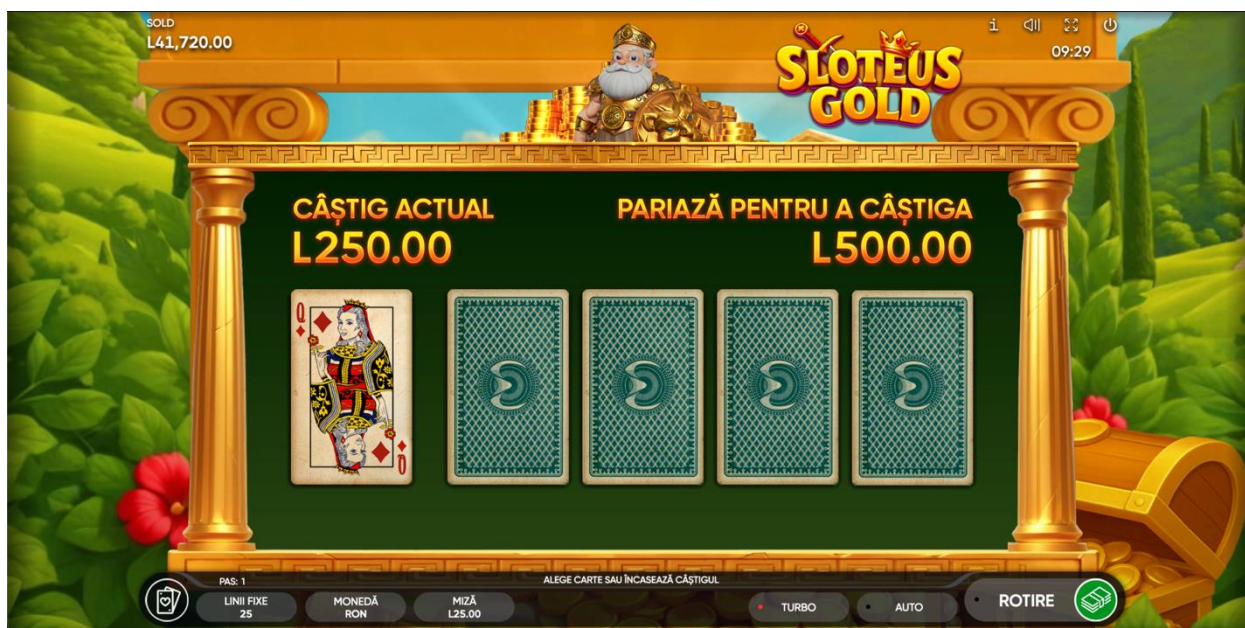 SOLD
L41,720.00
i
09:29
SLOTEUS
GOLD
CÂȘTIG ACTUAL
L250.00
PARIAZĂ PENTRU A CÂȘTIGA
L500.00
Q
Q
PAS: 1
ALEGE CARTE SAU ÎNCASEAZĂ CÂȘTIGUL
LINII FIXE
25
MONEDĂ
RON
MIZĂ
L25.00
TURBO
AUTO
ROTIRE